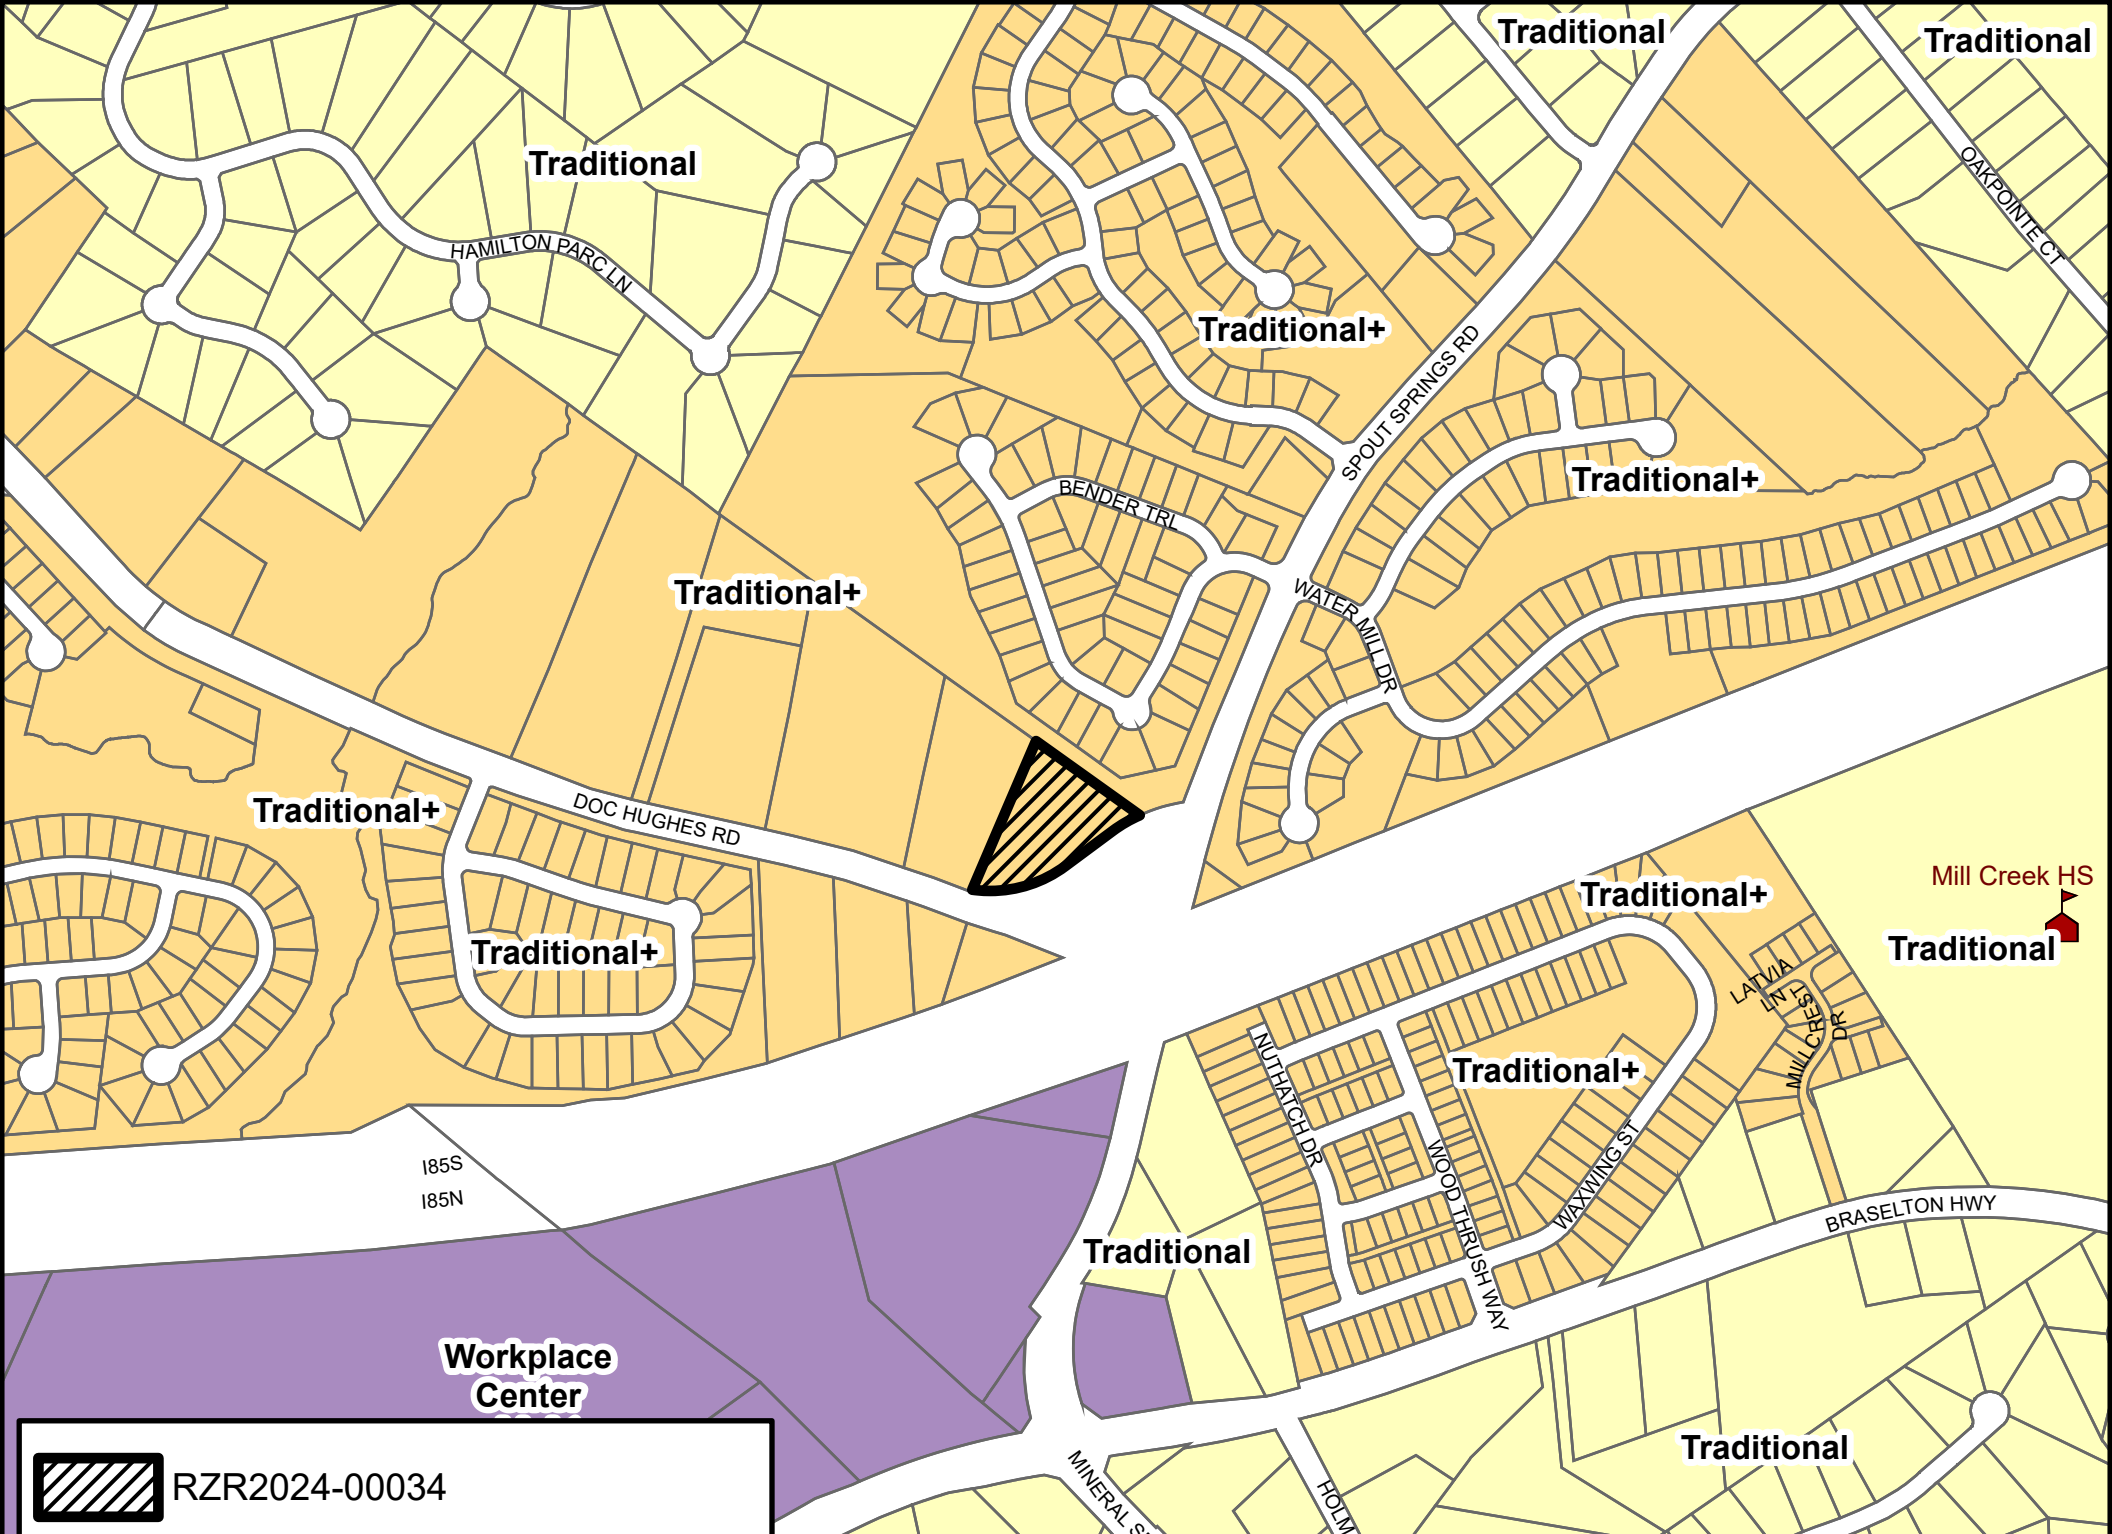 Traditional
Traditional
Traditional
OAKPOINTE CT
HAMILTON PARC LN
Traditional+
SPOUT SPRINGS RD
Traditional+
BENDER TRL
Traditional+
WATER MILL DR
Traditional+
DOC HUGHES RD
Mill Creek HS
Traditional+
Traditional
Traditional+
LATVIA
LN
MILLCREST
DR
NUTHATCH DR
Traditional+
WOOD THRUSH WAY
WAXWING ST
I85S
I85N
BRASELTON HWY
Traditional
Workplace
Center
Traditional
MINERAL
HOLM
RZR2024-00034